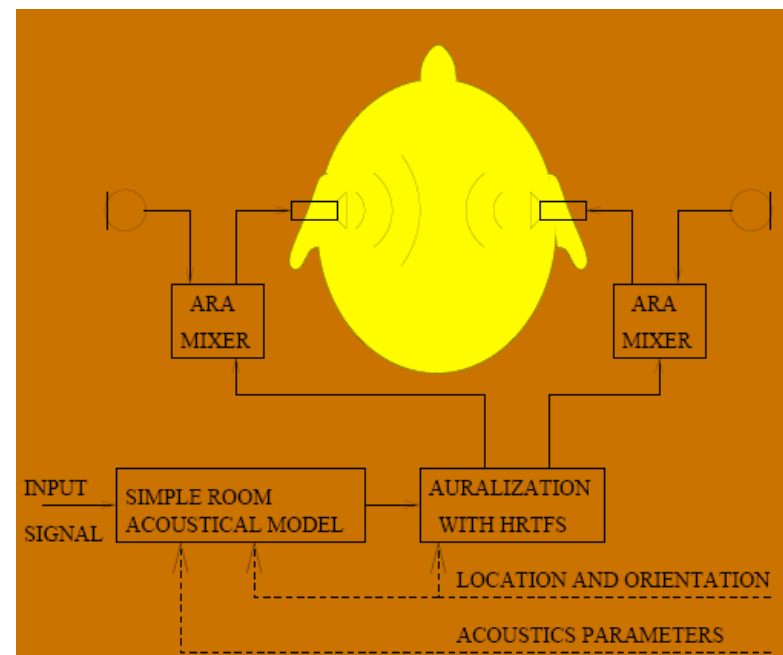 ARA
MIXER
ARA
MIXER
INPUT
SIGNAL
SIMPLE ROOM
ACOUSTICAL MODEL
AURALIZATION
WITH HRTFS
LOCATION AND ORIENTATION
ACOUSTICS PARAMETERS